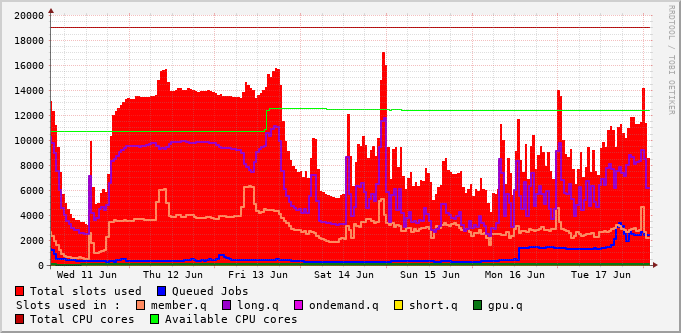 20000
18000
16000
14000
12000
10000
8000
6000
4000
2000
0
Wed 11 Jun Thu 12 Jun Fri 13 Jun Sat 14 Jun Sun 15 Jun Mon 16 Jun Tue 17 Jun
RRDTOOL / TOBI OETIKER
Total slots used Queued Jobs
Slots used in : member.q long.q ondemand.q short.q gpu.q
Total CPU cores Available CPU cores